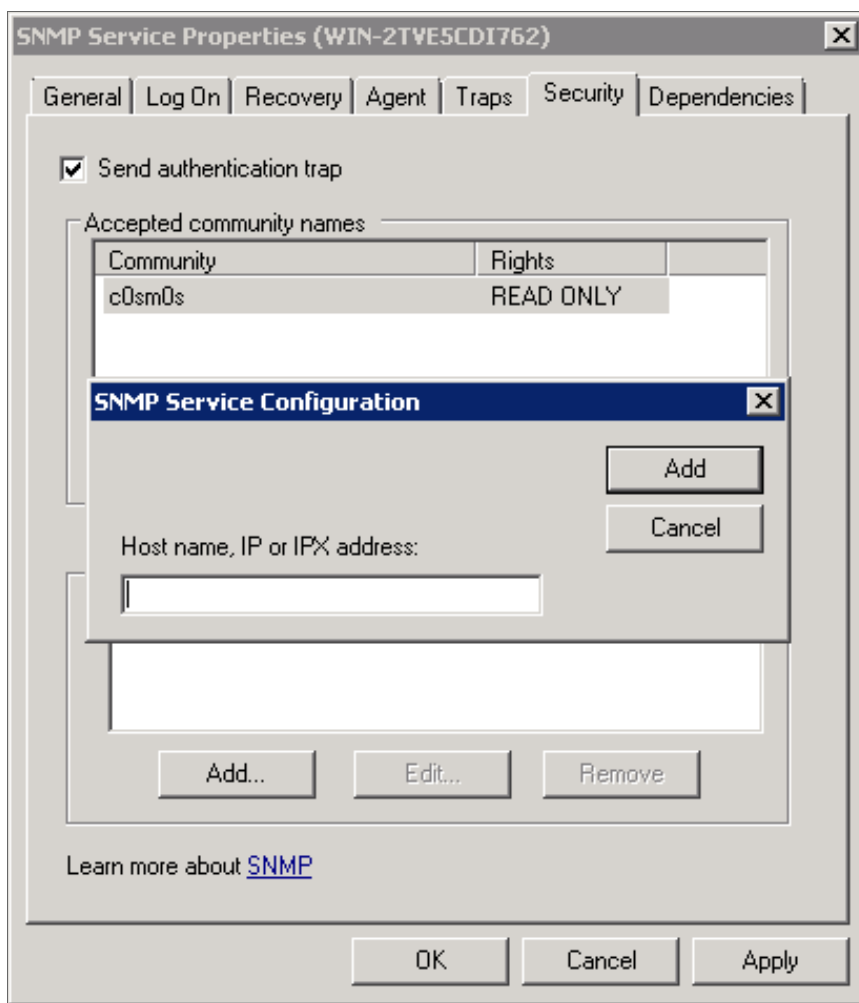 SNMP Service Properties (WIN-2TVE5CDI762)
General Log On Recovery Agent Traps Security Dependencies
Send authentication trap
Accepted community names
Community Rights
c0sm0s READ ONLY
SNMP Service Configuration
Add
Cancel
Host name, IP or IPX address:
Add... Edit... Remove
Learn more about SNMP
OK Cancel Apply